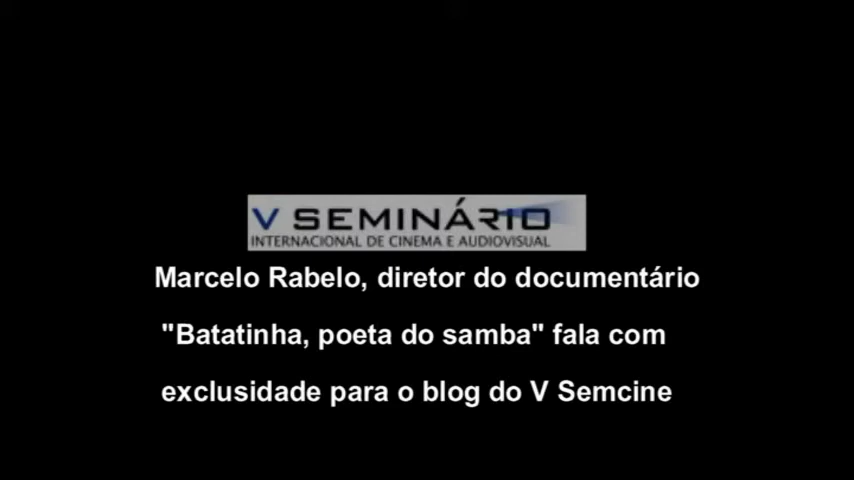 V SEMINÁRIO
INTERNACIONAL DE CINEMA E AUDIOVISUAL
Marcelo Rabelo, diretor do documentário
"Batatinha, poeta do samba" fala com
exclusidade para o blog do V Semcine